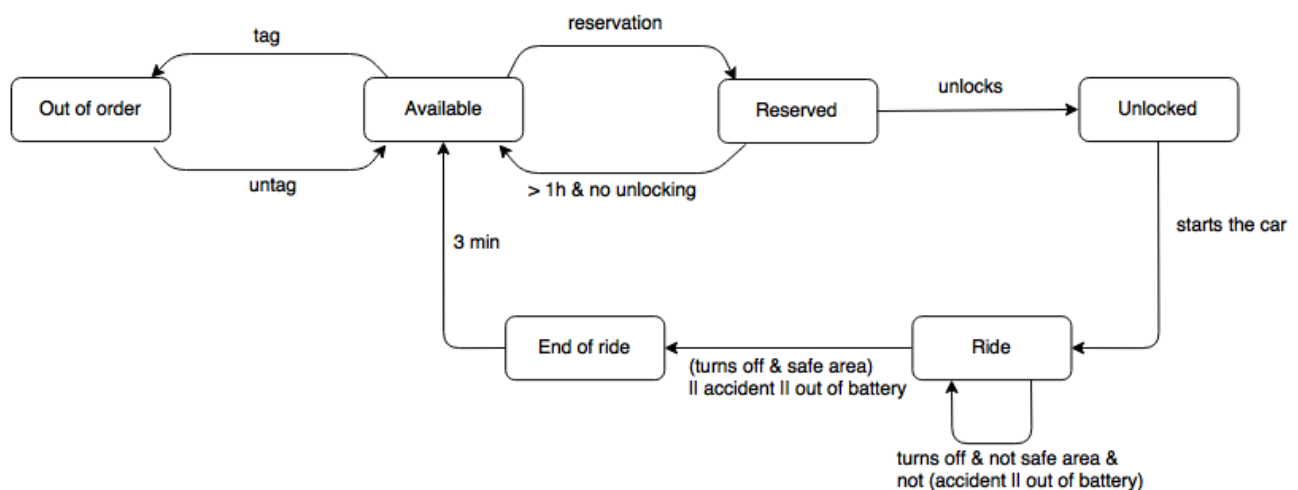 reservation
tag
Out of order
Available
Reserved
unlocks
Unlocked
untag
> 1h & no unlocking
starts the car
3 min
End of ride
Ride
(turns off & safe area)
|| accident || out of battery
turns off & not safe area &
not (accident || out of battery)